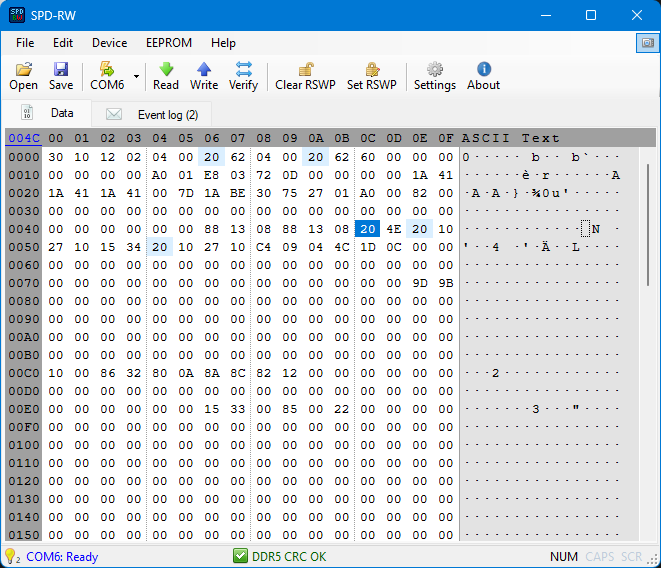 SPD-RW
File Edit Device EEPROM Help
Open Save COM6 Read Write Verify Clear RSWP Set RSWP Settings About
Data Event log (2)
004C 00 01 02 03 04 05 06 07 08 09 0A 0B 0C 0D 0E 0F ASCII Text
0000 30 10 12 02 04 00 20 62 04 00 20 62 60 00 00 00 0····· b·· b`···
0010 00 00 00 00 A0 01 E8 03 72 0D 00 00 00 00 1A 41 ···· ·è·r······A
0020 1A 41 1A 41 00 7D 1A BE 30 75 27 01 A0 00 82 00 ·A·A·}·¾0u'· ···
0030 00 00 00 00 00 00 00 00 00 00 00 00 00 00 00 00 ················
0040 00 00 00 00 00 00 88 13 08 88 13 08 20 4E 20 10 ············ N ·
0050 27 10 15 34 20 10 27 10 C4 09 04 4C 1D 0C 00 00 '··4 ·'·Ä··L····
0060 00 00 00 00 00 00 00 00 00 00 00 00 00 00 00 00 ················
0070 00 00 00 00 00 00 00 00 00 00 00 00 00 00 9D 9B ················
0080 00 00 00 00 00 00 00 00 00 00 00 00 00 00 00 00 ················
0090 00 00 00 00 00 00 00 00 00 00 00 00 00 00 00 00 ················
00A0 00 00 00 00 00 00 00 00 00 00 00 00 00 00 00 00 ················
00B0 00 00 00 00 00 00 00 00 00 00 00 00 00 00 00 00 ················
00C0 10 00 86 32 80 0A 8A 8C 82 12 00 00 00 00 00 00 ···2············
00D0 00 00 00 00 00 00 00 00 00 00 00 00 00 00 00 00 ················
00E0 00 00 00 00 00 00 15 33 00 85 00 22 00 00 00 00 ·······3···"····
00F0 00 00 00 00 00 00 00 00 00 00 00 00 00 00 00 00 ················
0100 00 00 00 00 00 00 00 00 00 00 00 00 00 00 00 00 ················
0110 00 00 00 00 00 00 00 00 00 00 00 00 00 00 00 00 ················
0120 00 00 00 00 00 00 00 00 00 00 00 00 00 00 00 00 ················
0130 00 00 00 00 00 00 00 00 00 00 00 00 00 00 00 00 ················
0140 00 00 00 00 00 00 00 00 00 00 00 00 00 00 00 00 ················
0150 00 00 00 00 00 00 00 00 00 00 00 00 00 00 00 00 ················
2 COM6: Ready DDR5 CRC OK NUM CAPS SCR